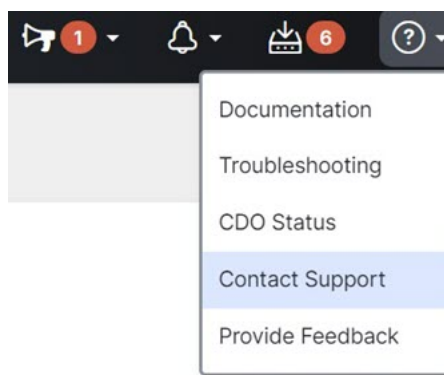 1
6
?
Documentation
Troubleshooting
CDO Status
Contact Support
Provide Feedback